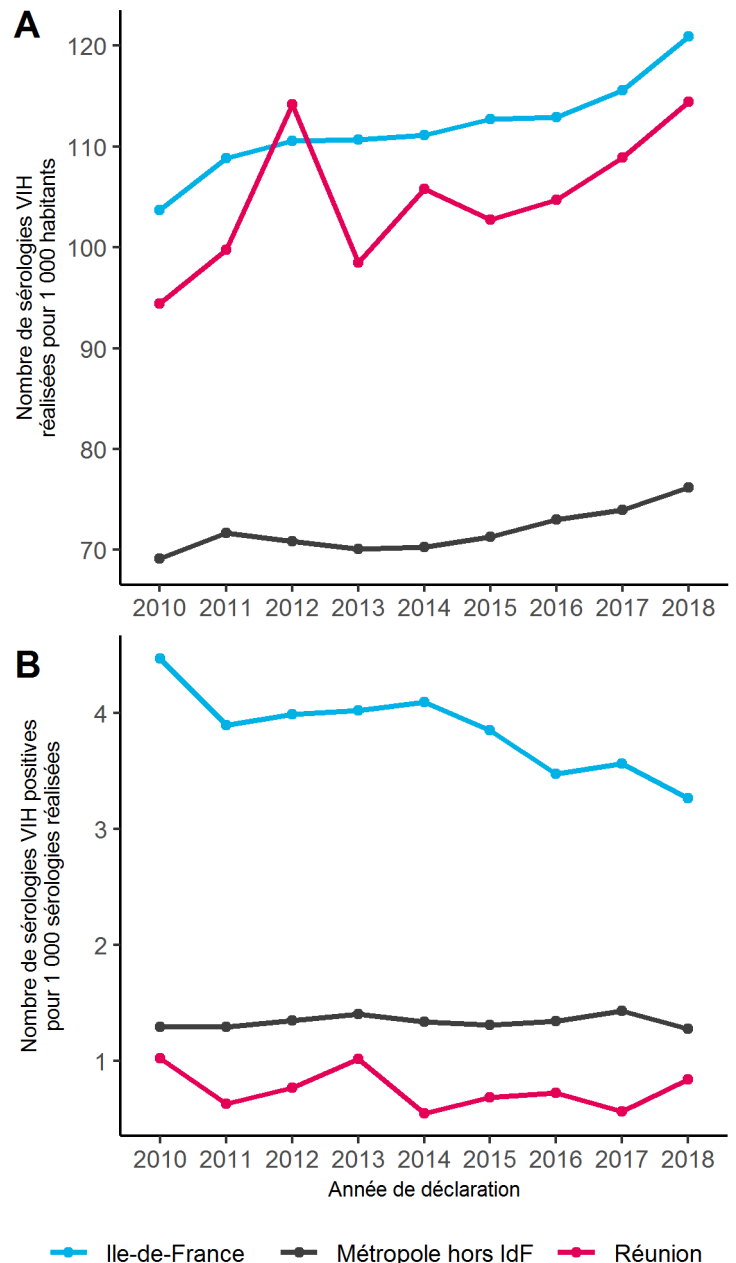 A
120
110
100
90
80
70
Nombre de sérologies VIH
réalisées pour 1 000 habitants
2010 2011 2012 2013 2014 2015 2016 2017 2018
B
4
3
2
1
Nombre de sérologies VIH positives
pour 1 000 sérologies réalisées
2010 2011 2012 2013 2014 2015 2016 2017 2018
Année de déclaration
Ile-de-France Métropole hors IdF Réunion